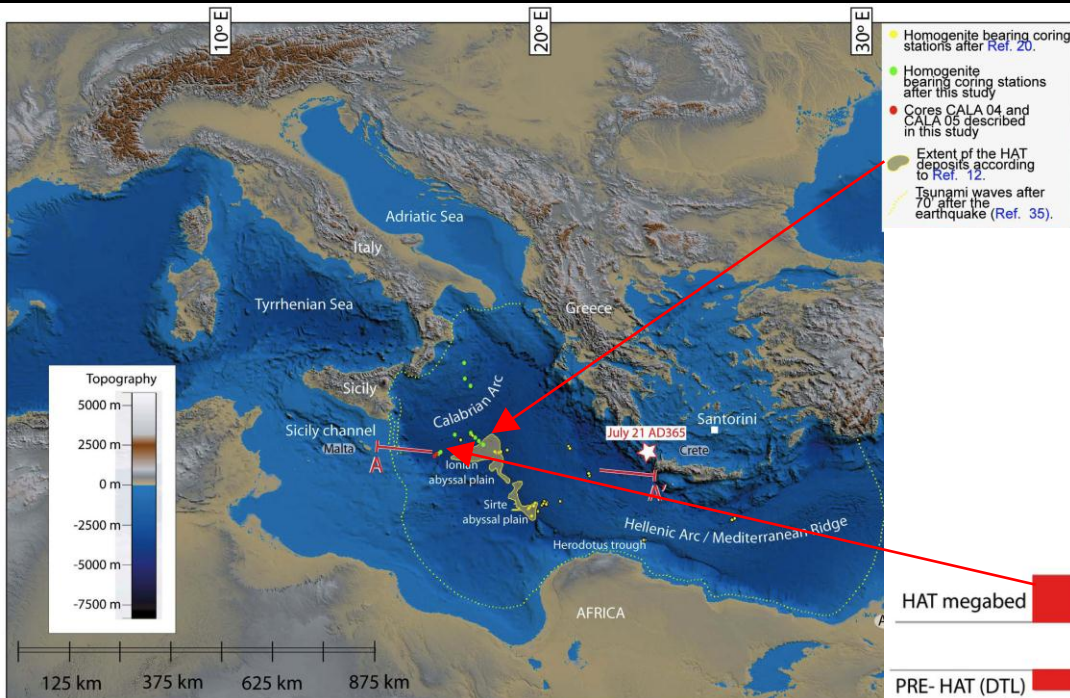 10° E
20° E
30° E
Homogenite bearing coring
stations after Ref. 20.
Homogenite
bearing coring stations
after this study
Cores CALA 04 and
CALA 05 described
in this study
Extent pf the HAT
deposits according
to Ref. 12.
Tsunami waves after
70' after the
earthquake (Ref. 35).
Adriatic Sea
Italy
Tyrrhenian Sea
Greece
Topography
5000 m
2500 m
0 m
-2500 m
-5000 m
-7500 m
Sicily
Calabrian Arc
Santorini
Sicily channel
Malta
July 21 AD365
Crete
A
Ionian
abyssal plain
A'
Sirte
abyssal plain
Hellenic Arc / Mediterranean Ridge
Herodotus trough
AFRICA
HAT megabed
125 km
375 km
625 km
875 km
PRE- HAT (DTL)